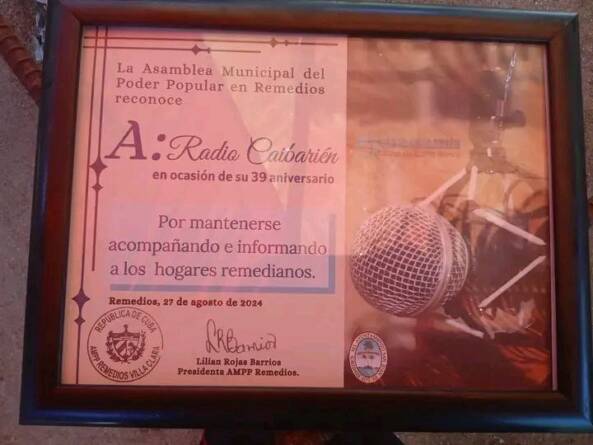 La Asamblea Municipal del
Poder Popular en Remedios
reconoce
A: Radio Caibarién
en ocasión de su 39 aniversario
Por mantenerse
acompañando e informando
a los hogares remedianos.
Remedios, 27 de agosto de 2024
REPUBLICA DE CUBA
AMPP REMEDIOS VILLA CLARA
LRBarrios
Lilian Rojas Barrios
Presidenta AMPP Remedios.